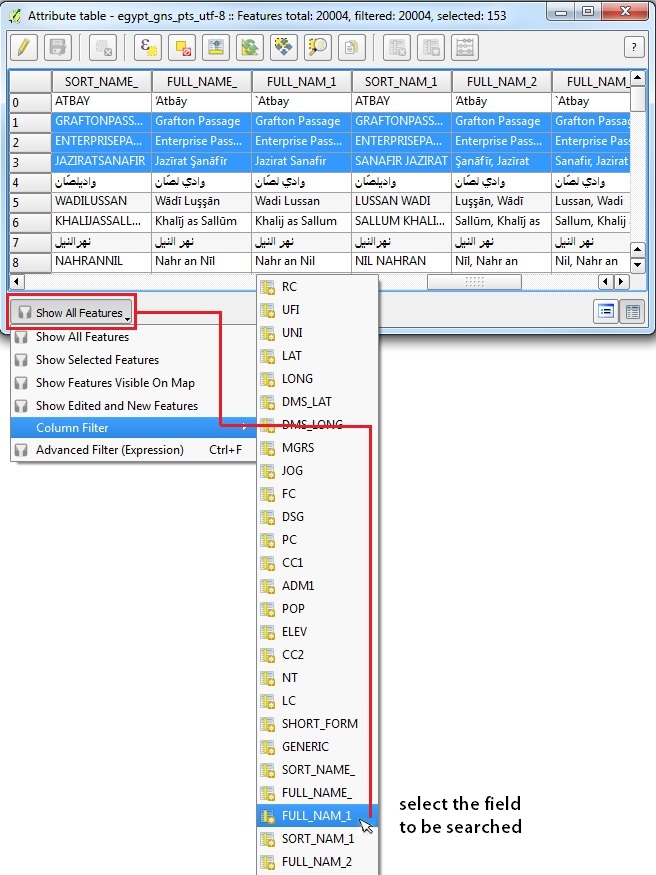 Attribute table - egypt_gns_pts_utf-8 :: Features total: 20004, filtered: 20004, selected: 153
?
SORT_NAME_ FULL_NAME_ FULL_NAM_1 SORT_NAM_1 FULL_NAM_2 FULL_NAM
0 ATBAY ‘Atbāy `Atbay ATBAY ‘Atbāy `Atbay
1 GRAFTONPASS... Grafton Passage Grafton Passage GRAFTONPASS... Grafton Passage Grafton Passag
2 ENTERPRISEPA... Enterprise Pass... Enterprise Pass... ENTERPRISEPA... Enterprise Pass... Enterprise Pass
3 JAZIRATSANAFIR Jazīrat Şanāfīr Jazirat Sanafir SANAFIR JAZIRAT Şanāfīr, Jazīrat Sanafir, Jazirat
4 واديلصّان وادي لصّان وادي لصّان واديلصّان وادي لصّان وادي لصّان
5 WADILUSSAN Wādī Luşşān Wadi Lussan LUSSAN WADI Luşşān, Wādī Lussan, Wadi
6 KHALIJASSALL... Khalīj as Sallūm Khalij as Sallum SALLUM KHALI... Sallūm, Khalīj as Sallum, Khalij
7 نهرالنيل نهر النيل نهر النيل نهرالنيل نهر النيل نهر النيل
8 NAHRANNIL Nahr an Nīl Nahr an Nil NIL NAHRAN Nīl, Nahr an Nil, Nahr an
Show All Features
Show All Features
Show Selected Features
Show Features Visible On Map
Show Edited and New Features
Column Filter
Advanced Filter (Expression) Ctrl+F
RC
UFI
UNI
LAT
LONG
DMS_LAT
DMS_LONG
MGRS
JOG
FC
DSG
PC
CC1
ADM1
POP
ELEV
CC2
NT
LC
SHORT_FORM
GENERIC
SORT_NAME_
FULL_NAME_
FULL_NAM_1
SORT_NAM_1
FULL_NAM_2
select the field
to be searched